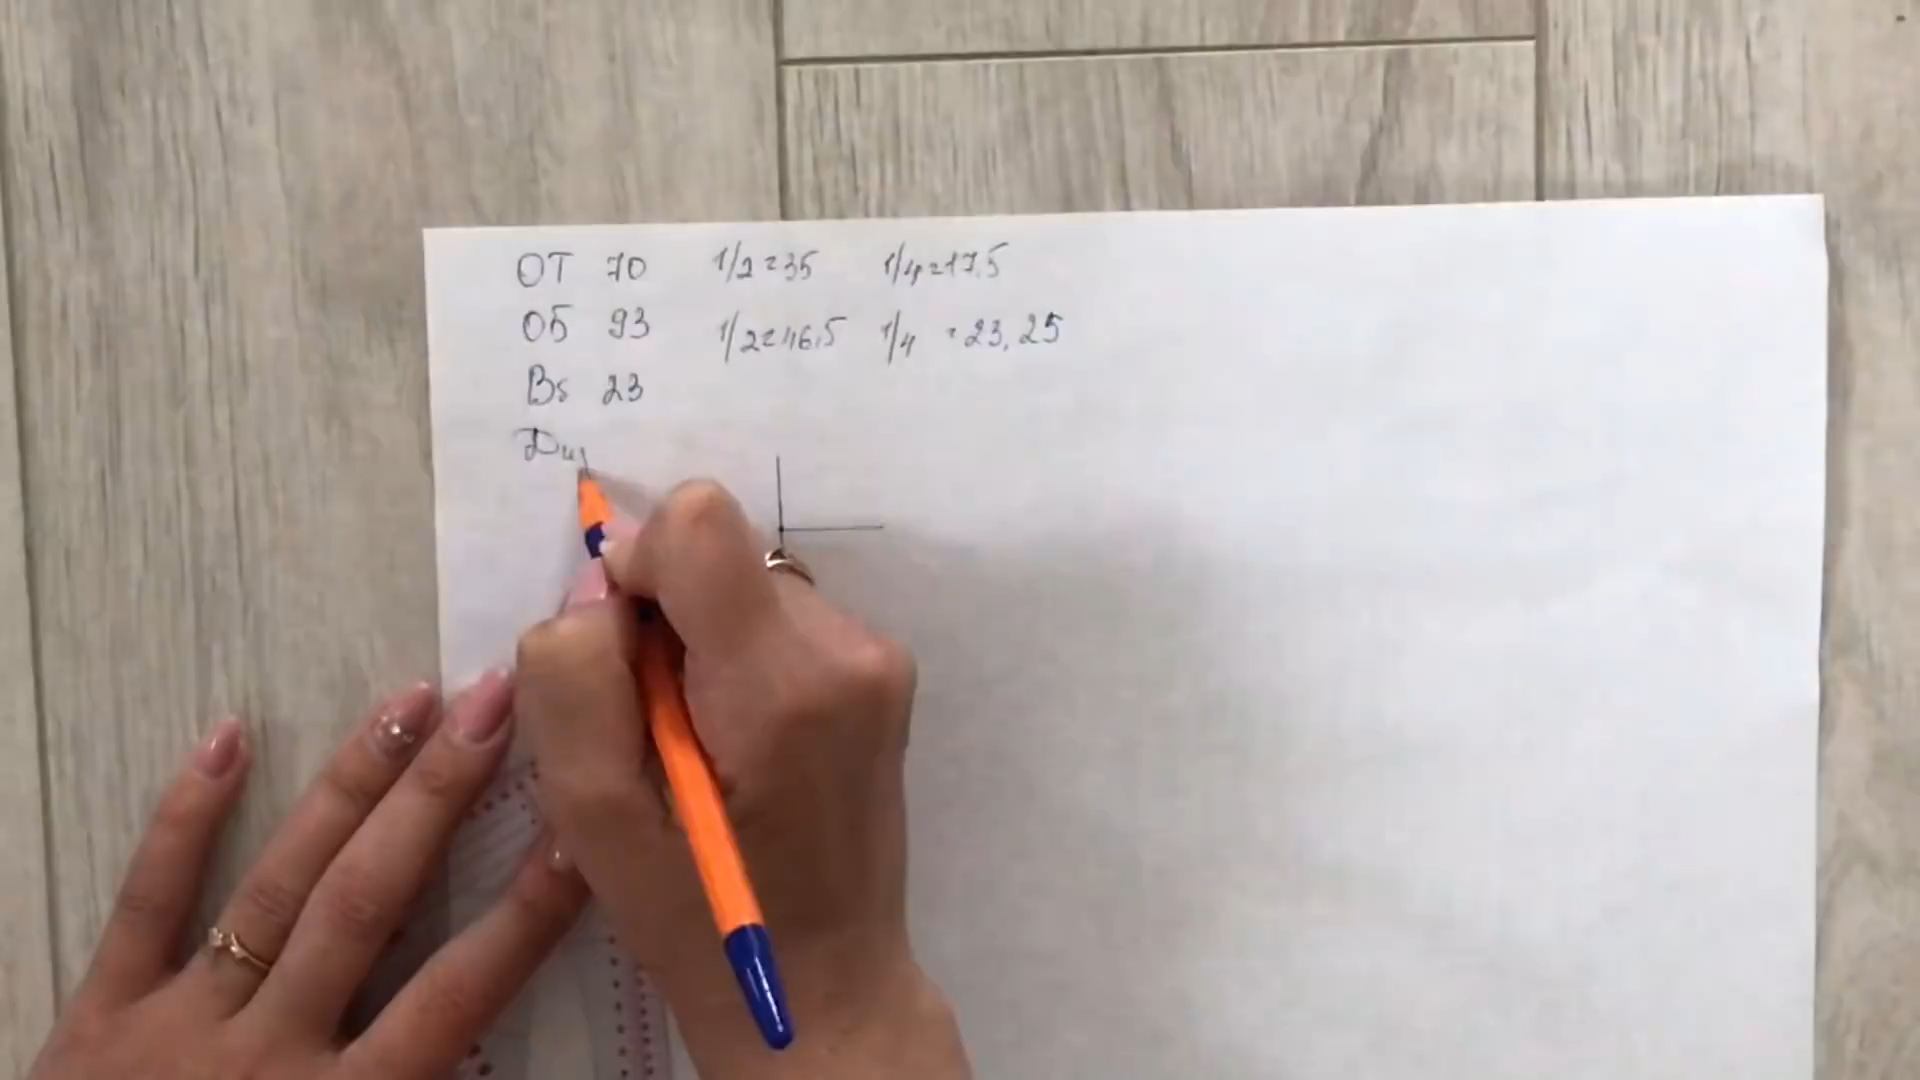 ОТ 70 1/2=35 1/4=17,5
ОБ 93 1/2=46,5 1/4 =23,25
Вб 23
Ди